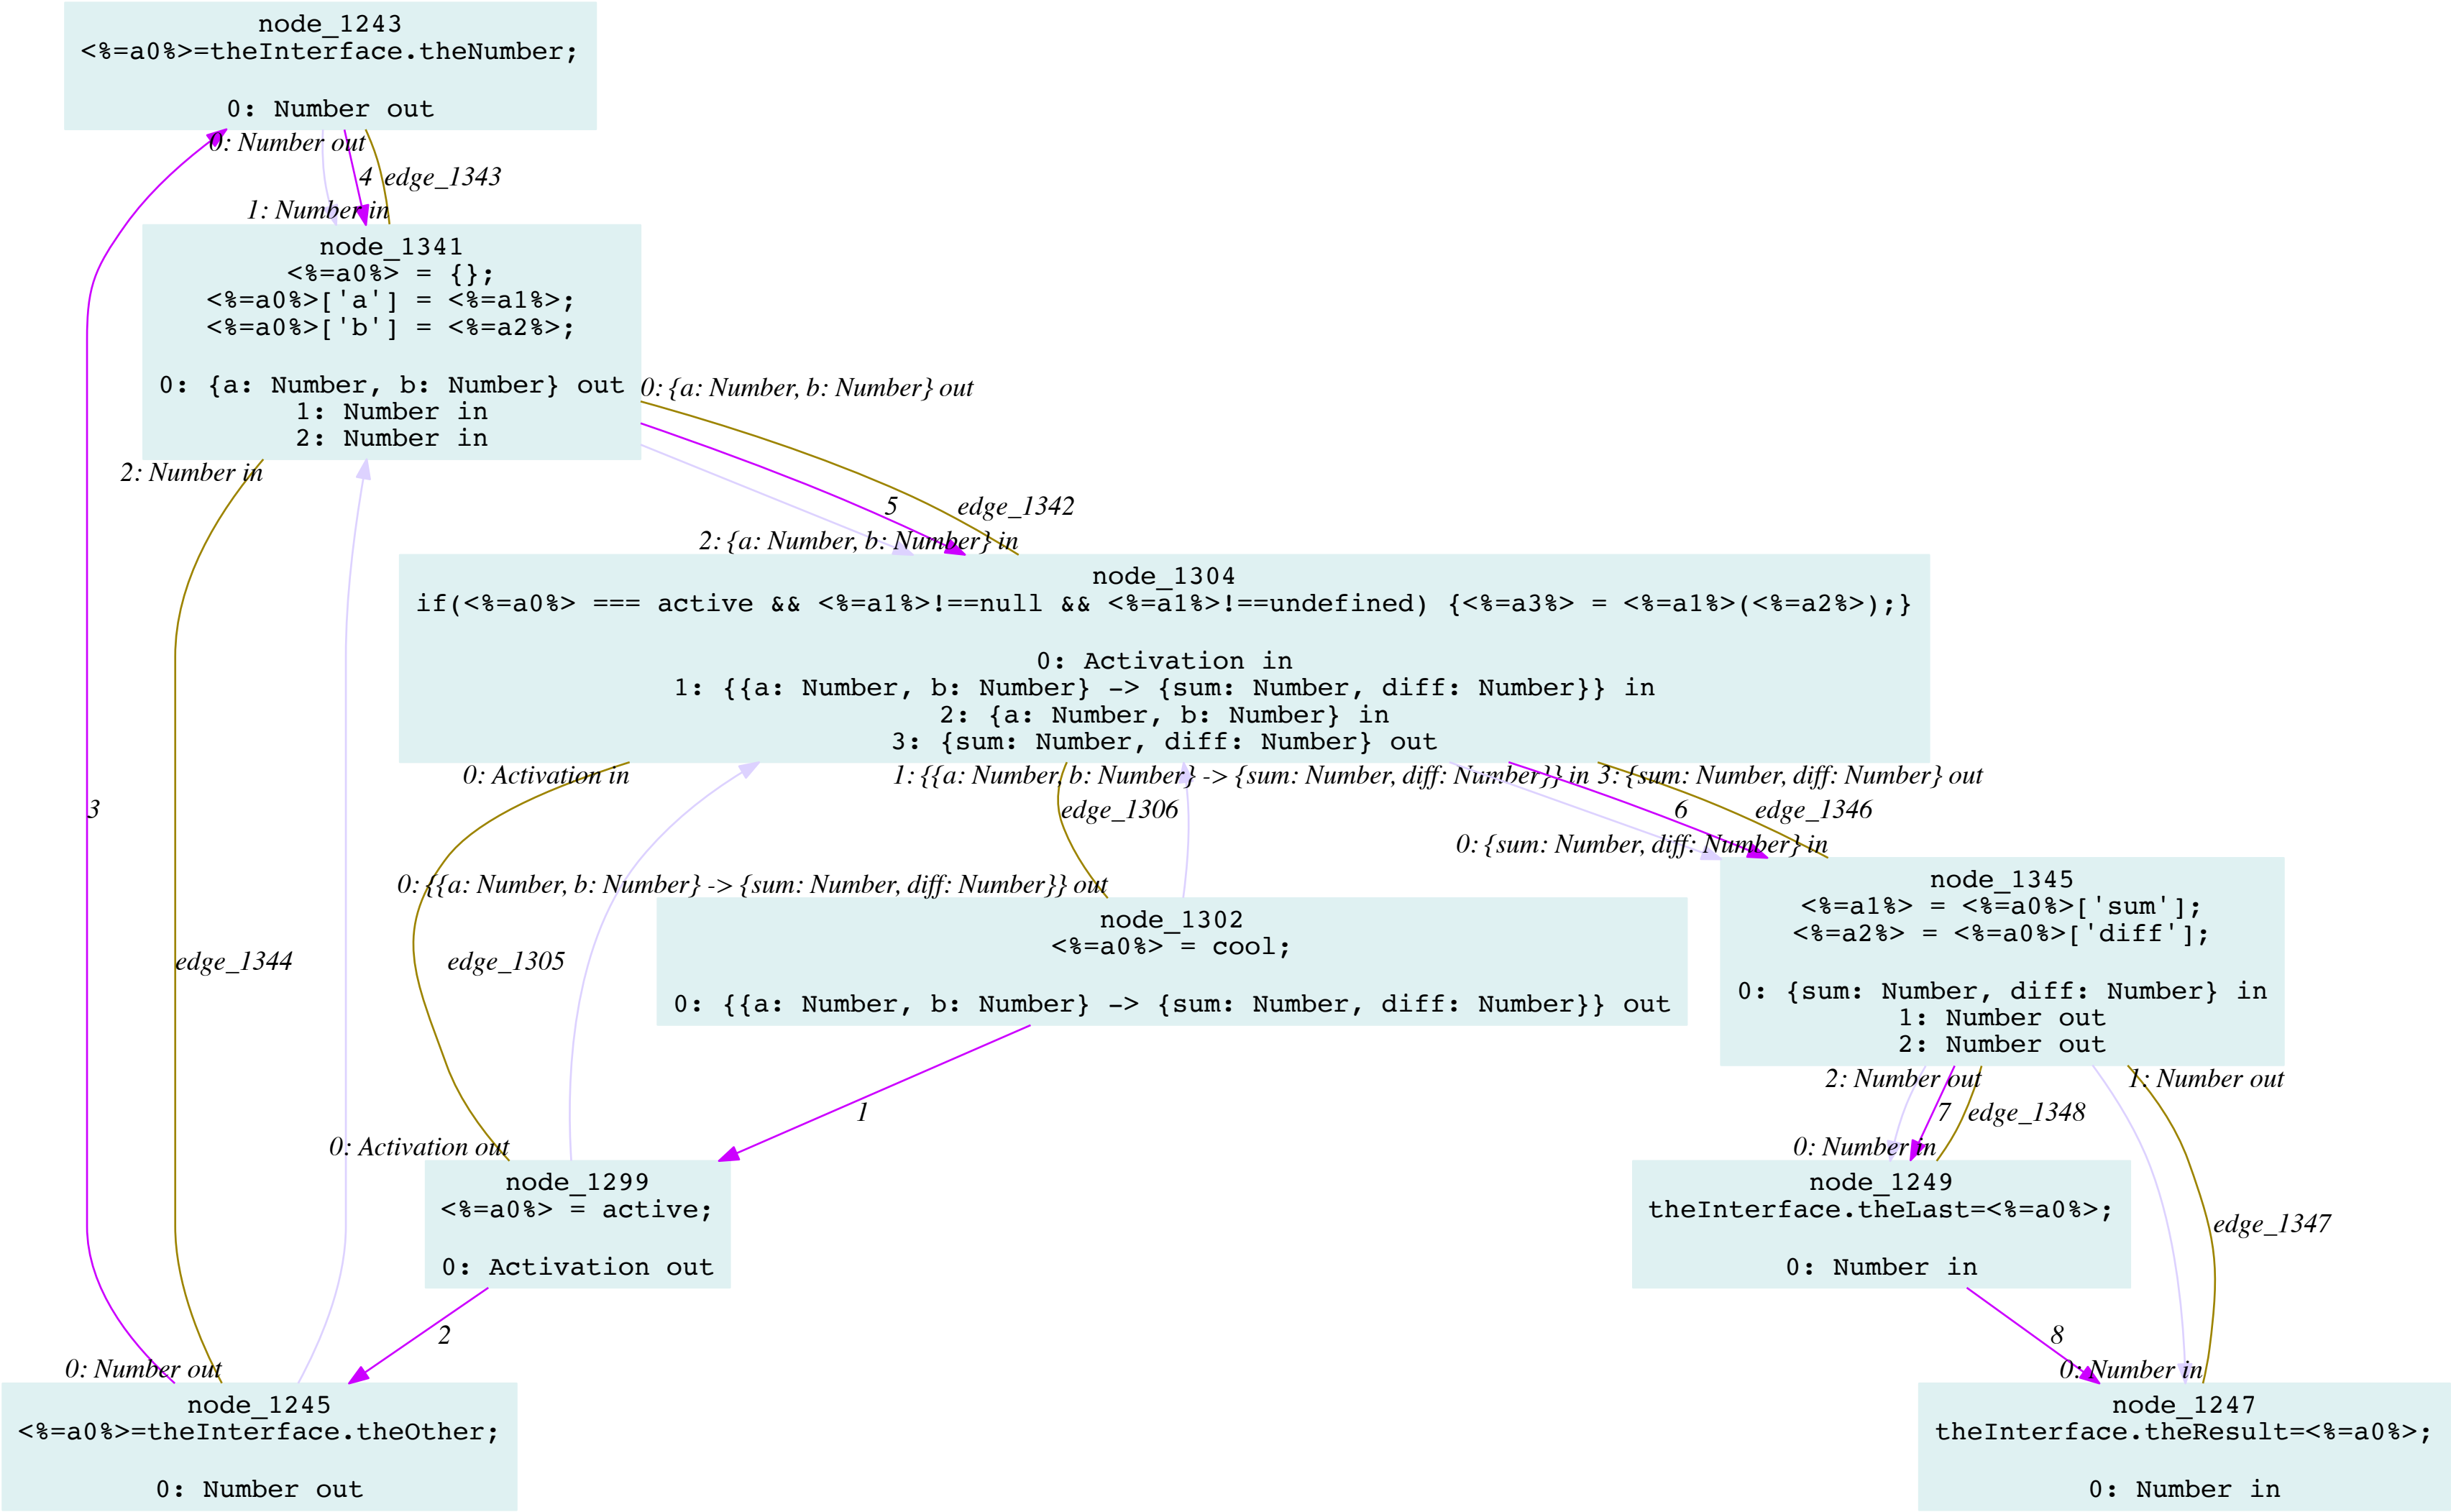 node_1243
<%=a0%>=theInterface.theNumber;
0: Number out
0: Number out
4
edge_1343
1: Number in
node_1341
<%=a0%> = {};
<%=a0%>['a'] = <%=a1%>;
<%=a0%>['b'] = <%=a2%>;
0: {a: Number, b: Number} out
1: Number in
2: Number in
0: {a: Number, b: Number} out
2: Number in
5
edge_1342
2: {a: Number, b: Number} in
node_1304
if(<%=a0%> === active && <%=a1%>!==null && <%=a1%>!==undefined) {<%=a3%> = <%=a1%>(<%=a2%>);}
0: Activation in
1: {{a: Number, b: Number} -> {sum: Number, diff: Number}} in
2: {a: Number, b: Number} in
3: {sum: Number, diff: Number} out
0: Activation in
1: {{a: Number, b: Number} -> {sum: Number, diff: Number}} in
3: {sum: Number, diff: Number} out
3
edge_1306
6
edge_1346
0: {sum: Number, diff: Number} in
0: {{a: Number, b: Number} -> {sum: Number, diff: Number}} out
node_1302
<%=a0%> = cool;
0: {{a: Number, b: Number} -> {sum: Number, diff: Number}} out
node_1345
<%=a1%> = <%=a0%>['sum'];
<%=a2%> = <%=a0%>['diff'];
0: {sum: Number, diff: Number} in
1: Number out
2: Number out
edge_1344
edge_1305
2: Number out
1: Number out
1
7
edge_1348
0: Activation out
0: Number in
node_1299
<%=a0%> = active;
0: Activation out
node_1249
theInterface.theLast=<%=a0%>;
0: Number in
edge_1347
2
8
0: Number out
0: Number in
node_1245
<%=a0%>=theInterface.theOther;
0: Number out
node_1247
theInterface.theResult=<%=a0%>;
0: Number in